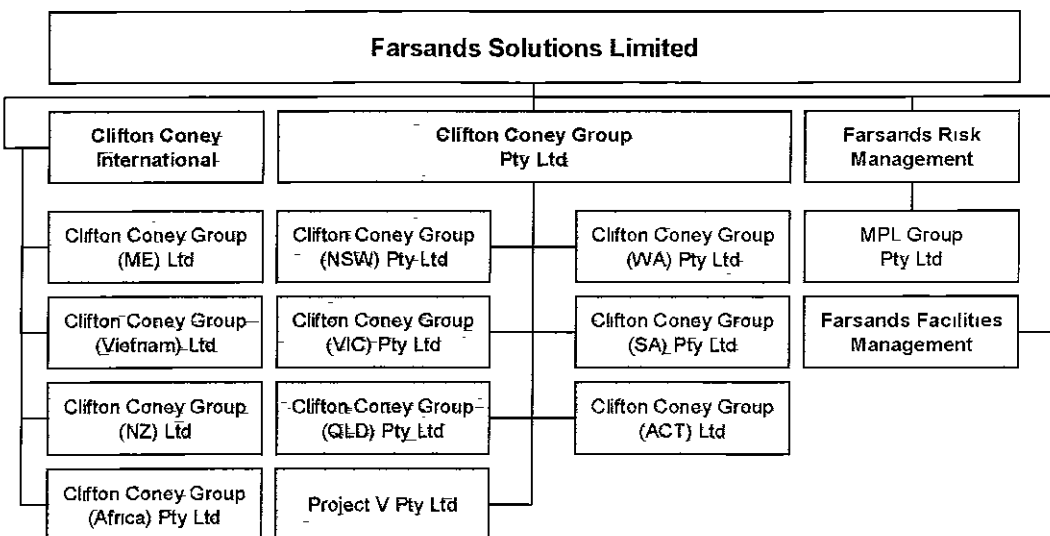 Farsands Solutions Limited
Clifton Coney
International
Clifton Coney Group
Pty Ltd
Farsands Risk
Management
Clifton Coney Group
(ME) Ltd
Clifton Coney Group
(NSW) Pty Ltd
Clifton Coney Group
(WA) Pty Ltd
MPL Group
Pty Ltd
Clifton Coney Group
(Vietnam) Ltd
Clifton Coney Group
(VIC) Pty Ltd
Clifton Coney Group
(SA) Pty Ltd
Farsands Facilities
Management
Clifton Coney Group
(NZ) Ltd
Clifton Coney Group
(QLD) Pty Ltd
Clifton Coney Group
(ACT) Ltd
Clifton Coney Group
(Africa) Pty Ltd
Project V Pty Ltd